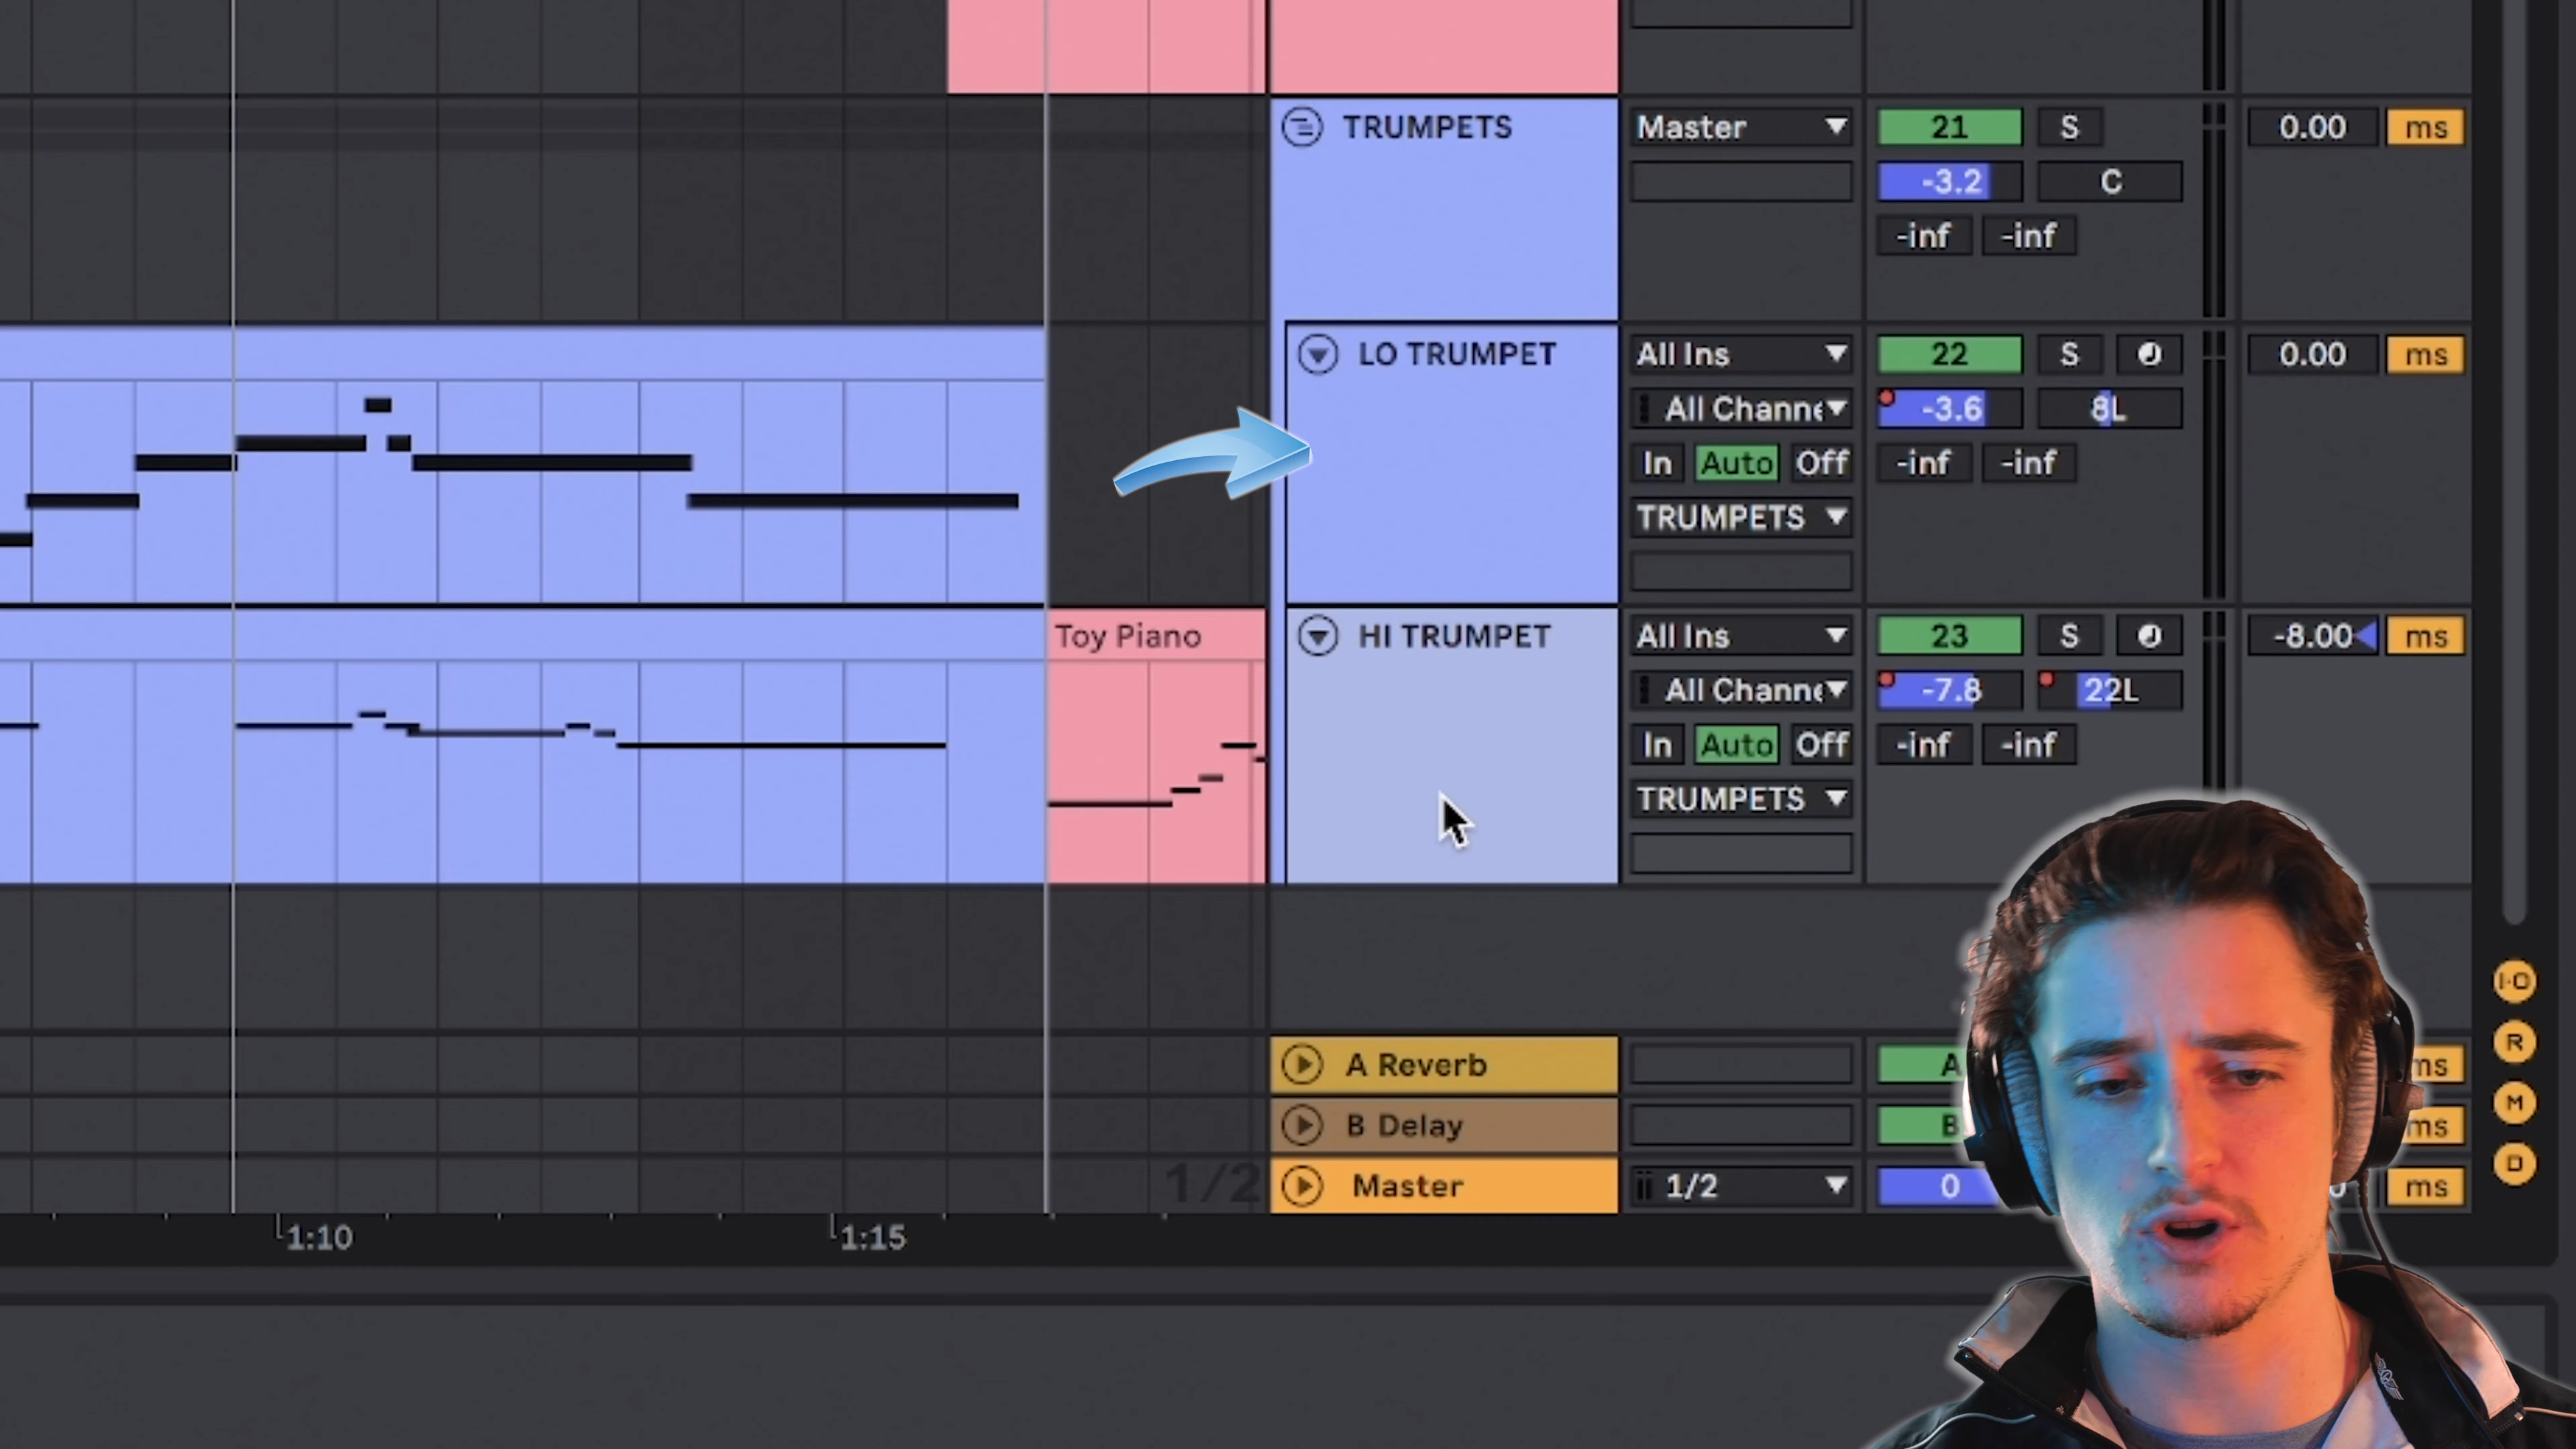 TRUMPETS Master 21 S 0.00 ms
-3.2 C
-inf -inf
LO TRUMPET All Ins 22 S 0.00 ms
All Channe -3.6 8L
In Auto Off -inf -inf
TRUMPETS
Toy Piano HI TRUMPET All Ins 23 S -8.00 ms
All Channe -7.8 22L
In Auto Off -inf -inf
TRUMPETS
I·O
A Reverb A ms
R
B Delay B ms
M
1/2 Master 1/2 0 ms
D
1:10 1:15